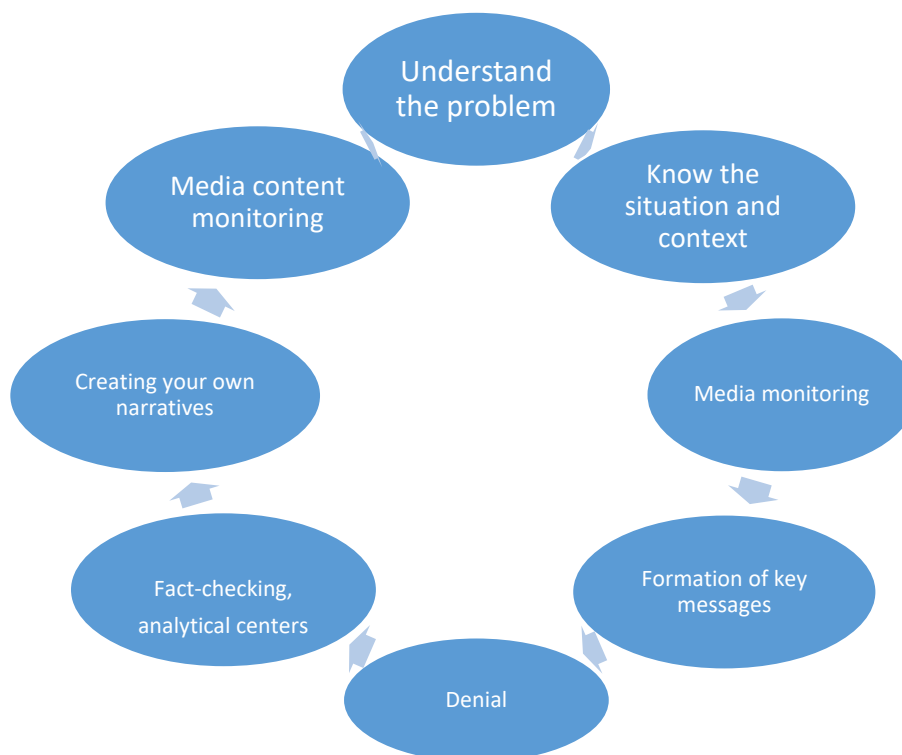 Understand
the problem
Know the
situation and
context
Media monitoring
Formation of key
messages
Denial
Fact-checking,
analytical centers
Creating your own
narratives
Media content
monitoring